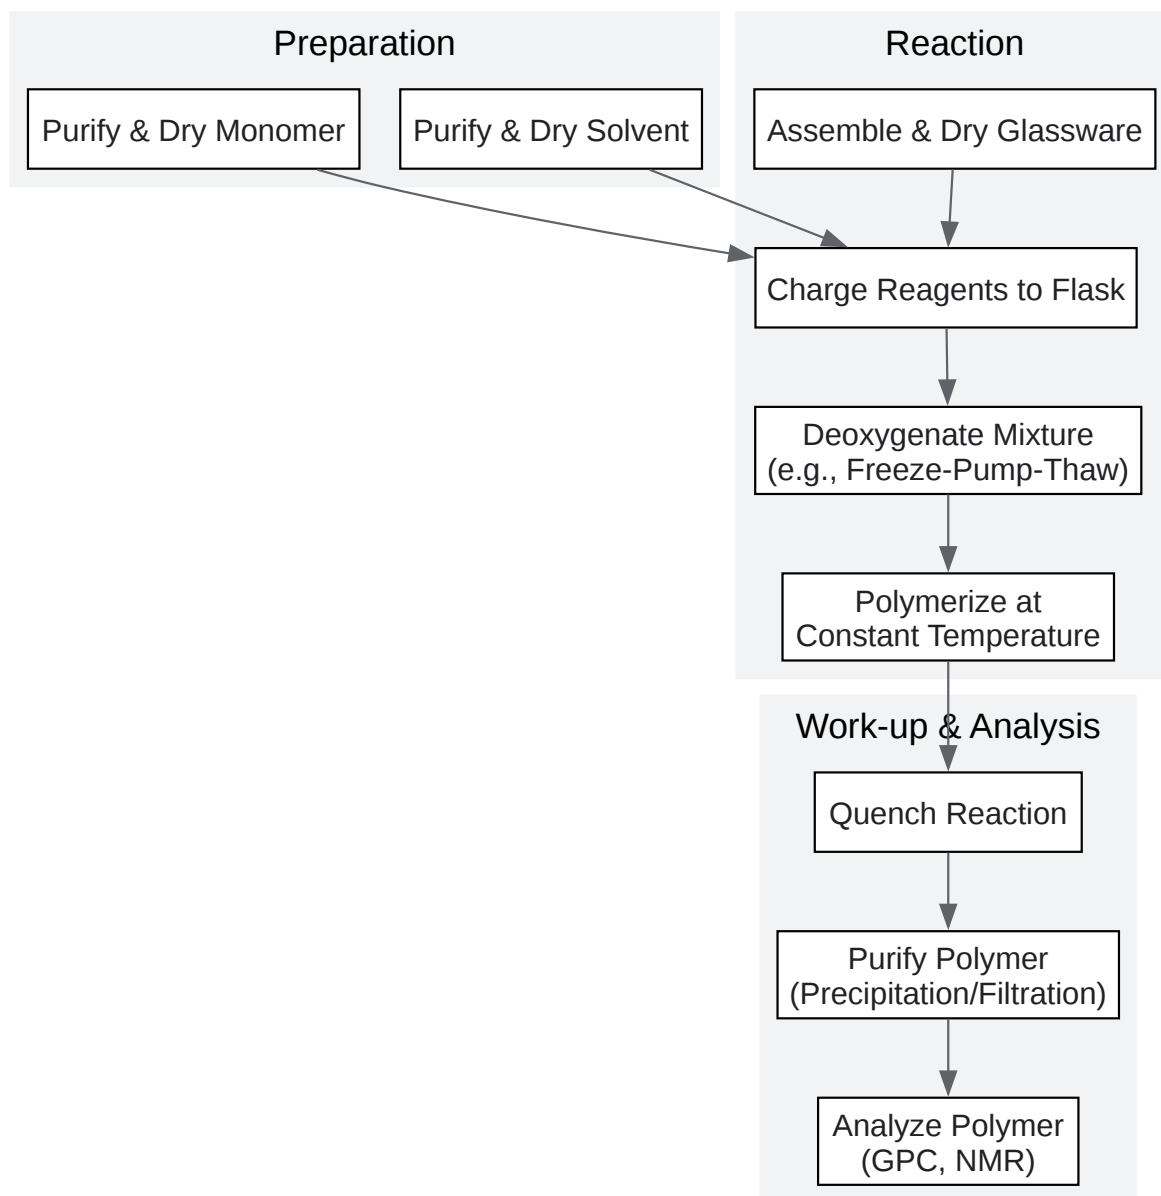 Preparation
Reaction
Purify & Dry Monomer
Purify & Dry Solvent
Assemble & Dry Glassware
Charge Reagents to Flask
Deoxygenate Mixture
(e.g., Freeze-Pump-Thaw)
Polymerize at
Constant Temperature
Work-up & Analysis
Quench Reaction
Purify Polymer
(Precipitation/Filtration)
Analyze Polymer
(GPC, NMR)